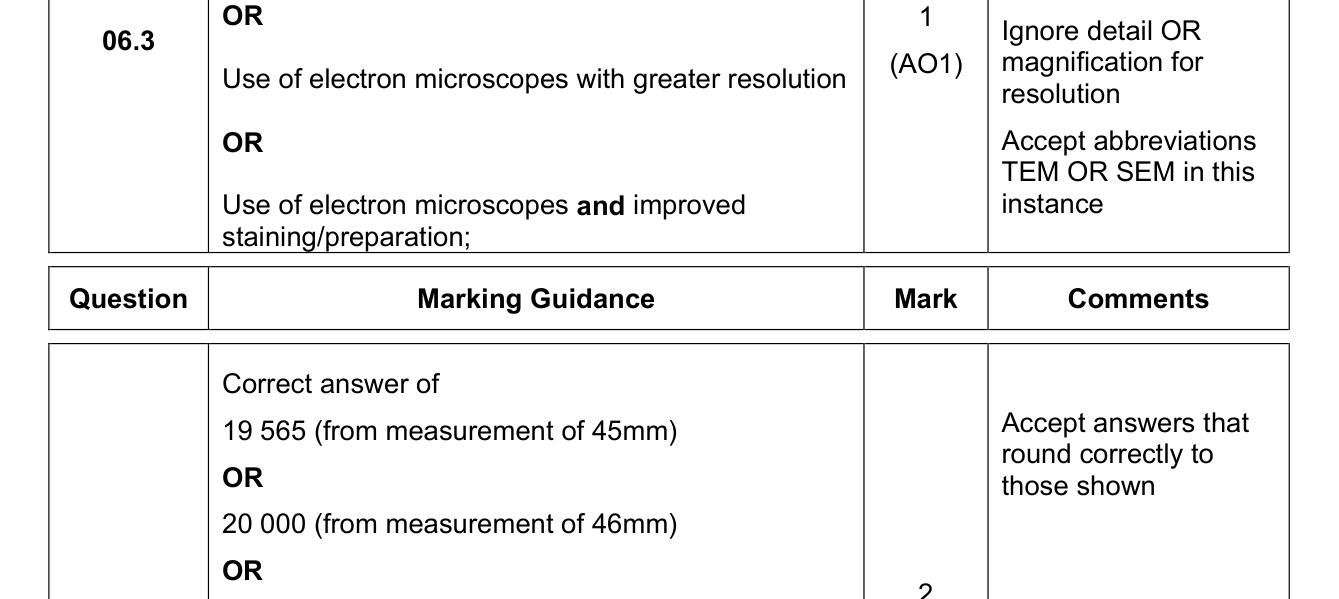 OR
1
Ignore detail OR
06.3
magnification for
(AO1)
Use of electron microscopes with greater resolution
resolution
OR
Accept abbreviations
TEM OR SEM in this
instance
Use of electron microscopes and improved
staining/preparation;
Question
Marking Guidance
Mark
Comments
Correct answer of
19 565 (from measurement of 45mm)
Accept answers that
round correctly to
those shown
OR
20 000 (from measurement of 46mm)
OR
2